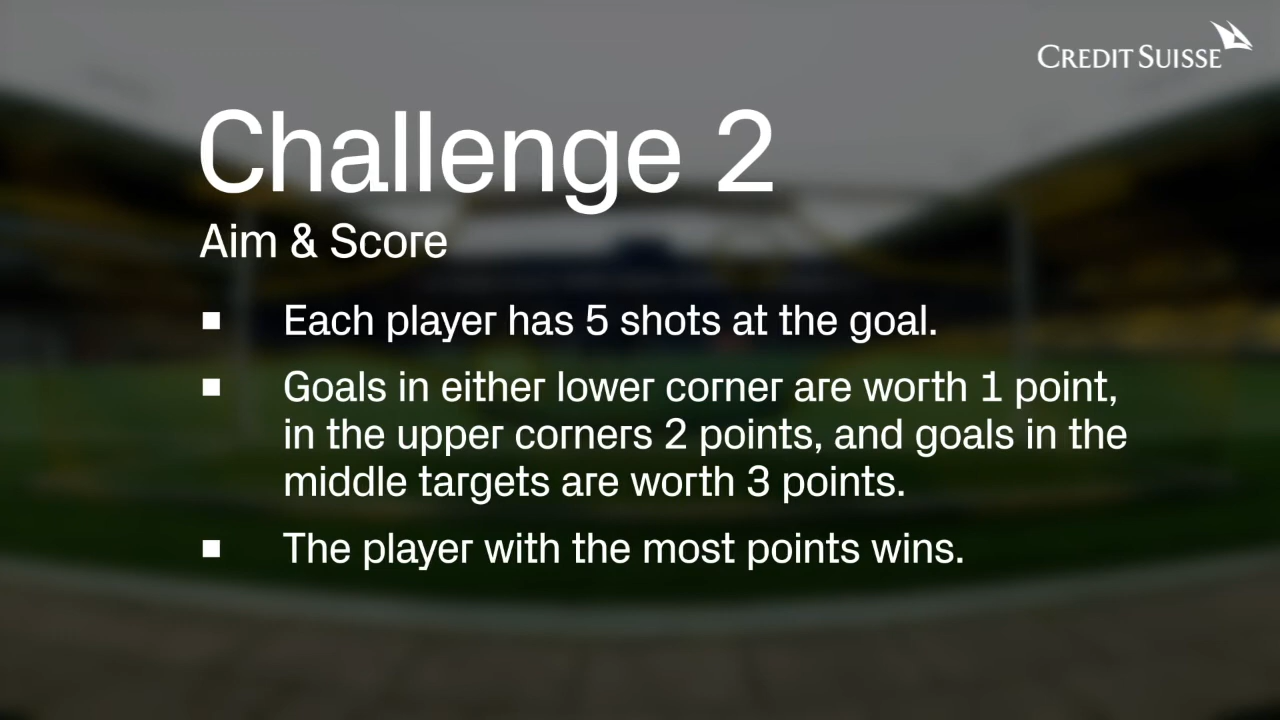 CREDIT SUISSE
Challenge 2
Aim & Score
▪ Each player has 5 shots at the goal.
▪ Goals in either lower corner are worth 1 point,
in the upper corners 2 points, and goals in the
middle targets are worth 3 points.
▪ The player with the most points wins.